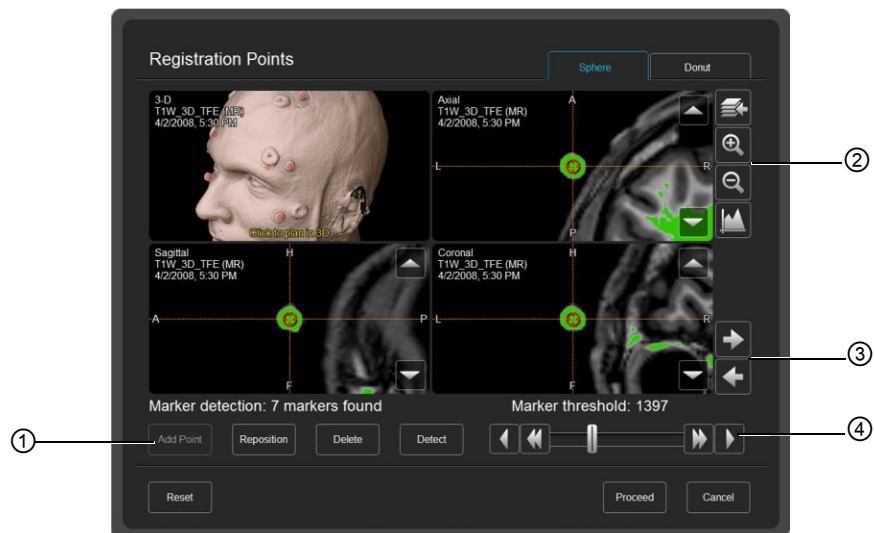 Registration Points
Sphere
Donut
3-D
T1W_3D_TFE (MR)
4/2/2008, 5:30 PM
Click to plan in 3D
Axial
T1W_3D_TFE (MR)
4/2/2008, 5:30 PM
A
L
R
P
②
Sagittal
T1W_3D_TFE (MR)
4/2/2008, 5:30 PM
H
A
P
F
Coronal
T1W_3D_TFE (MR)
4/2/2008, 5:30 PM
H
L
R
F
③
Marker detection: 7 markers found
Marker threshold: 1397
①
Add Point
Reposition
Delete
Detect
④
Reset
Proceed
Cancel